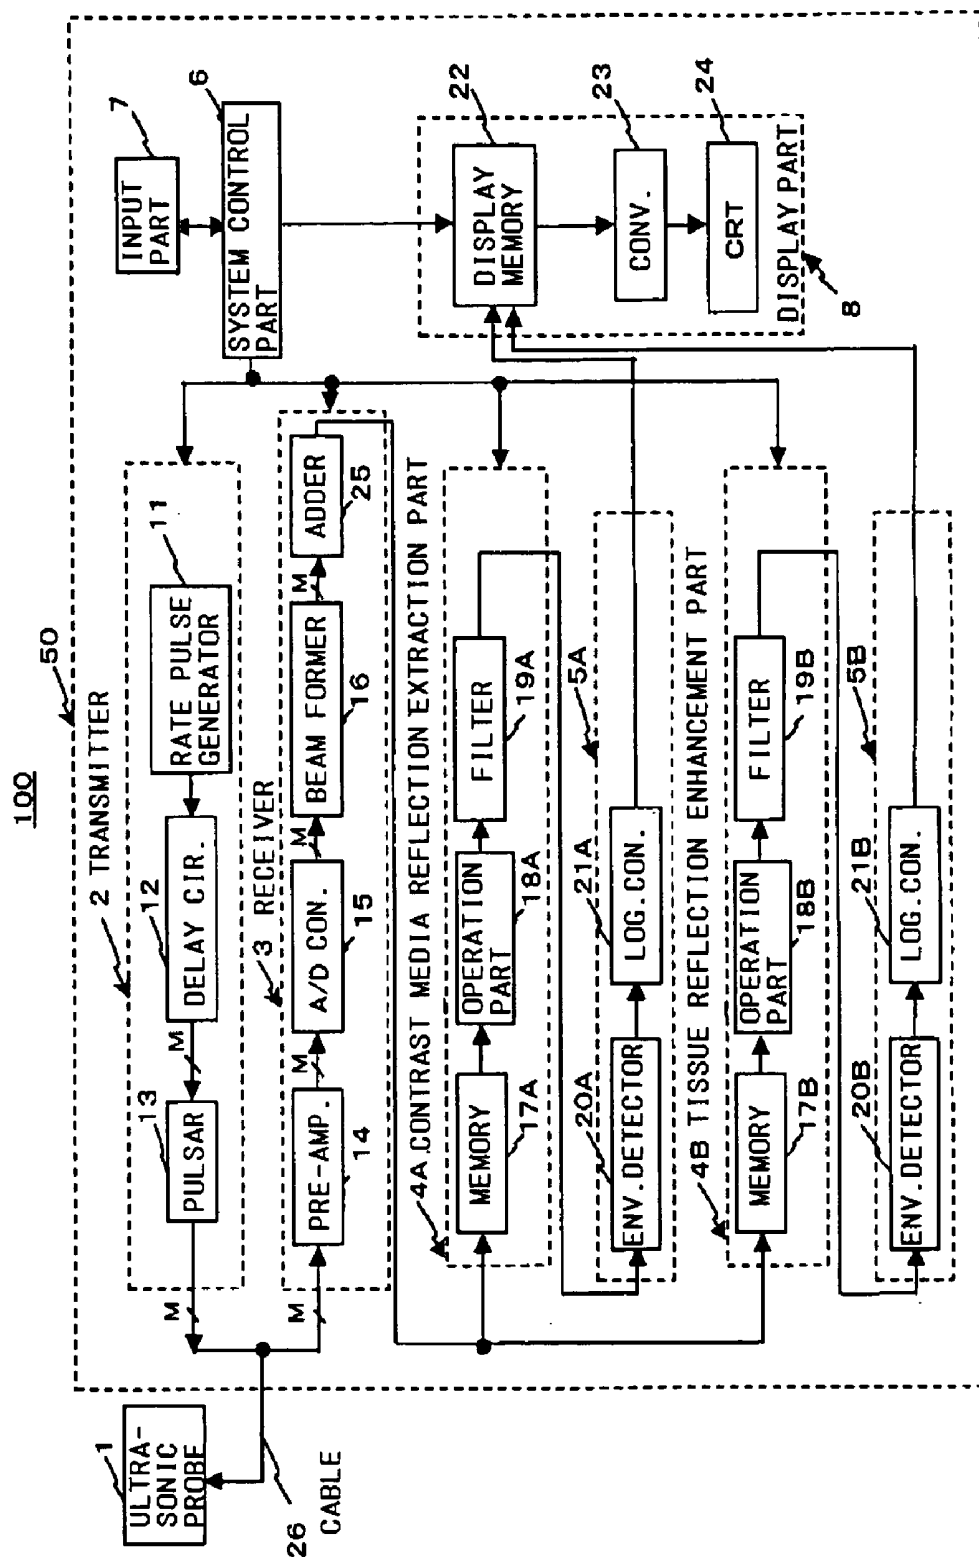 100
50
1
ULTRA-
SONIC
PROBE
26
CABLE
2 TRANSMITTER
11
RATE PULSE
GENERATOR
12
DELAY CIR.
M
13
PULSAR
M
3 RECEIVER
M
14
PRE-AMP.
M
15
A/D CON.
M
16
BEAM FORMER
M
25
ADDER
7
INPUT
PART
6
SYSTEM CONTROL
PART
4A CONTRAST MEDIA REFLECTION EXTRACTION PART
MEMORY
17A
OPERATION
PART
18A
FILTER
19A
5A
20A
ENV.DETECTOR
21A
LOG.CON.
4B TISSUE REFLECTION ENHANCEMENT PART
MEMORY
17B
OPERATION
PART
18B
FILTER
19B
5B
20B
ENV.DETECTOR
21B
LOG.CON.
22
DISPLAY
MEMORY
23
CONV.
24
CRT
DISPLAY PART
8